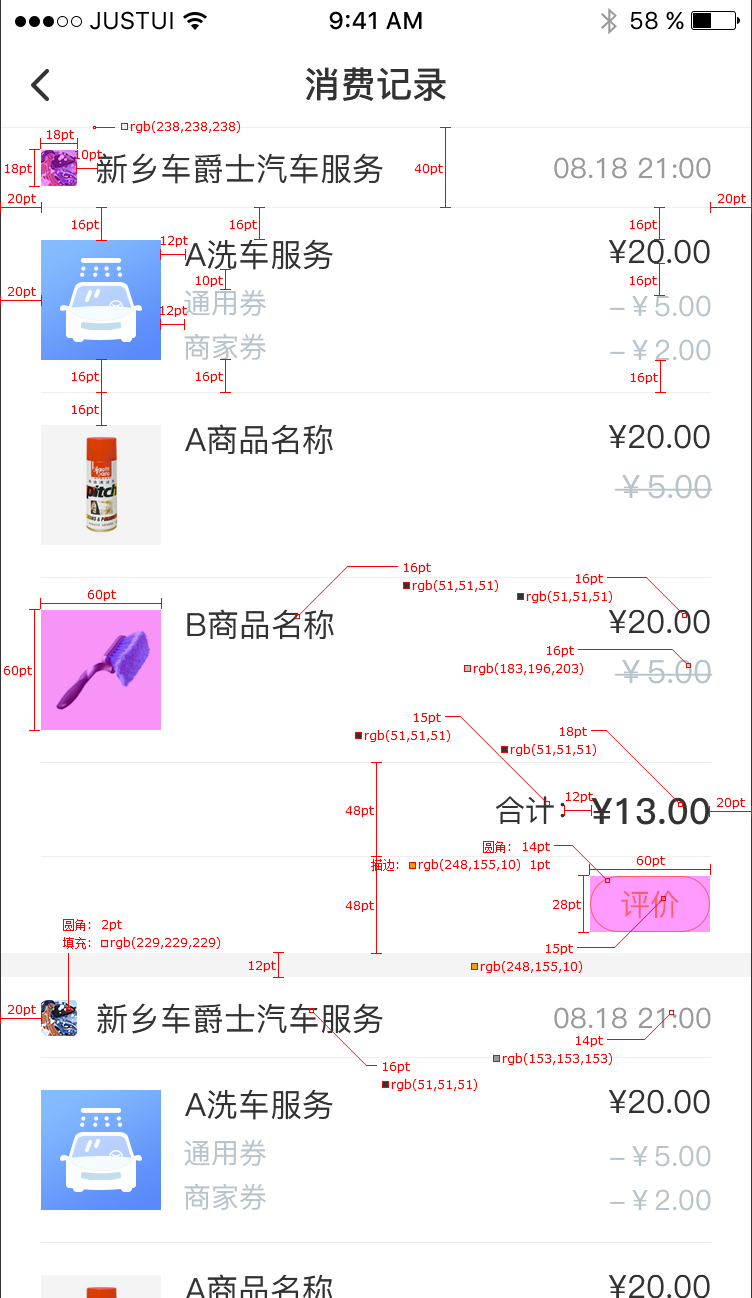 JUSTUI 9:41 AM 58 %
消费记录
rgb(238,238,238)
18pt
18pt 10pt 新乡车爵士汽车服务 40pt 08.18 21:00
20pt 20pt
16pt 16pt 16pt
12pt A洗车服务 ¥20.00
10pt 16pt
20pt 通用券 – ¥ 5.00
12pt
商家券 – ¥ 2.00
16pt 16pt 16pt
16pt
A商品名称 ¥20.00
pitch ¥ 5.00
16pt 16pt
rgb(51,51,51) rgb(51,51,51)
60pt
B商品名称 ¥20.00
16pt
60pt rgb(183,196,203) ¥ 5.00
15pt 18pt
rgb(51,51,51) rgb(51,51,51)
12pt 20pt
48pt 合计： ¥13.00
圆角： 14pt 60pt
描边： rgb(248,155,10) 1pt
48pt 28pt 评价
圆角： 2pt
填充： rgb(229,229,229) 15pt
12pt rgb(248,155,10)
20pt 新乡车爵士汽车服务 08.18 21:00
14pt
rgb(153,153,153)
16pt
rgb(51,51,51)
A洗车服务 ¥20.00
通用券 – ¥ 5.00
商家券 – ¥ 2.00
A商品名称 ¥20.00